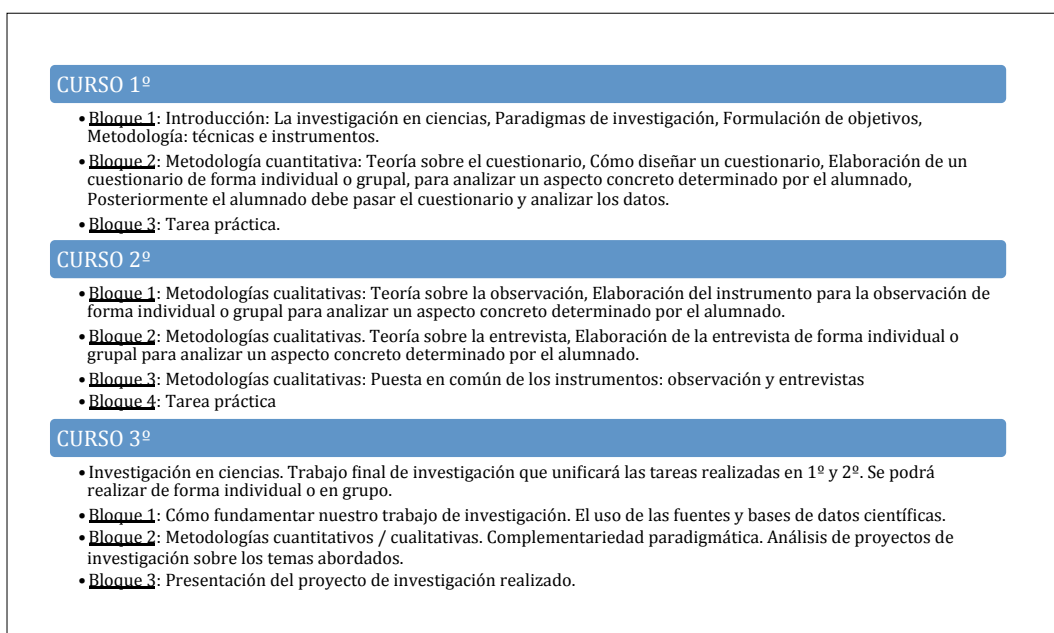 CURSO 1º
• Bloque 1: Introducción: La investigación en ciencias, Paradigmas de investigación, Formulación de objetivos,
Metodología: técnicas e instrumentos.
• Bloque 2: Metodología cuantitativa: Teoría sobre el cuestionario, Cómo diseñar un cuestionario, Elaboración de un
cuestionario de forma individual o grupal, para analizar un aspecto concreto determinado por el alumnado,
Posteriormente el alumnado debe pasar el cuestionario y analizar los datos.
• Bloque 3: Tarea práctica.
CURSO 2º
• Bloque 1: Metodologías cualitativas: Teoría sobre la observación, Elaboración del instrumento para la observación de
forma individual o grupal para analizar un aspecto concreto determinado por el alumnado.
• Bloque 2: Metodologías cualitativas. Teoría sobre la entrevista, Elaboración de la entrevista de forma individual o
grupal para analizar un aspecto concreto determinado por el alumnado.
• Bloque 3: Metodologías cualitativas: Puesta en común de los instrumentos: observación y entrevistas
• Bloque 4: Tarea práctica
CURSO 3º
• Investigación en ciencias. Trabajo final de investigación que unificará las tareas realizadas en 1º y 2º. Se podrá
realizar de forma individual o en grupo.
• Bloque 1: Cómo fundamentar nuestro trabajo de investigación. El uso de las fuentes y bases de datos científicas.
• Bloque 2: Metodologías cuantitativos / cualitativas. Complementariedad paradigmática. Análisis de proyectos de
investigación sobre los temas abordados.
• Bloque 3: Presentación del proyecto de investigación realizado.